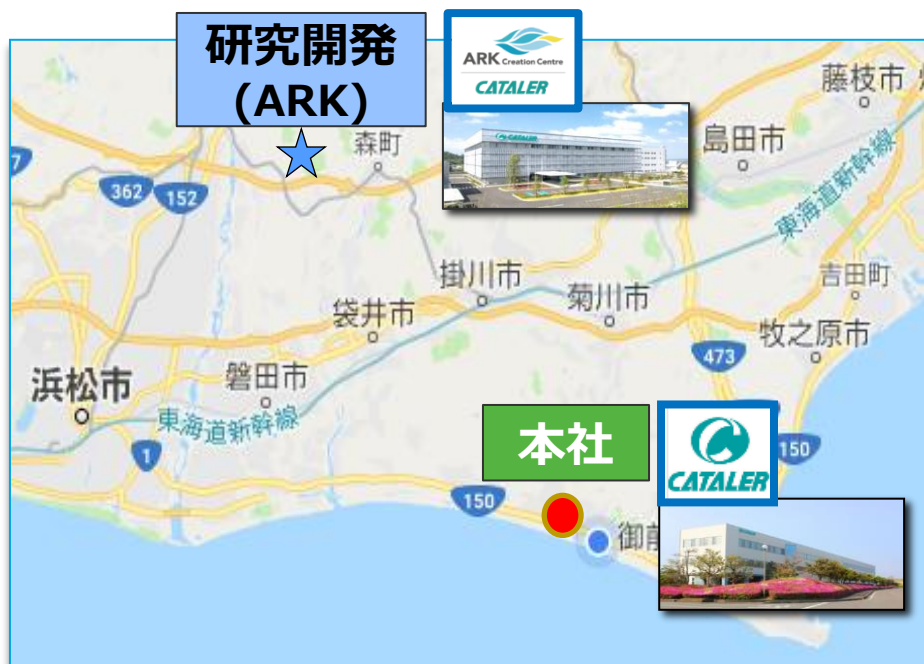 研究開発
(ARK)
ARK Creation Centre
CATALER
CATALER
藤枝市
島田市
森町
362
152
東海道新幹線
吉田町
掛川市
菊川市
袋井市
牧之原市
473
浜松市
磐田市
東海道新幹線
1
本社
CATALER
150
150
御前